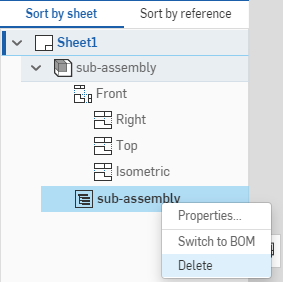 Sort by sheet Sort by reference
Sheet1
sub-assembly
Front
Right
Top
Isometric
sub-assembly
Properties...
Switch to BOM
Delete